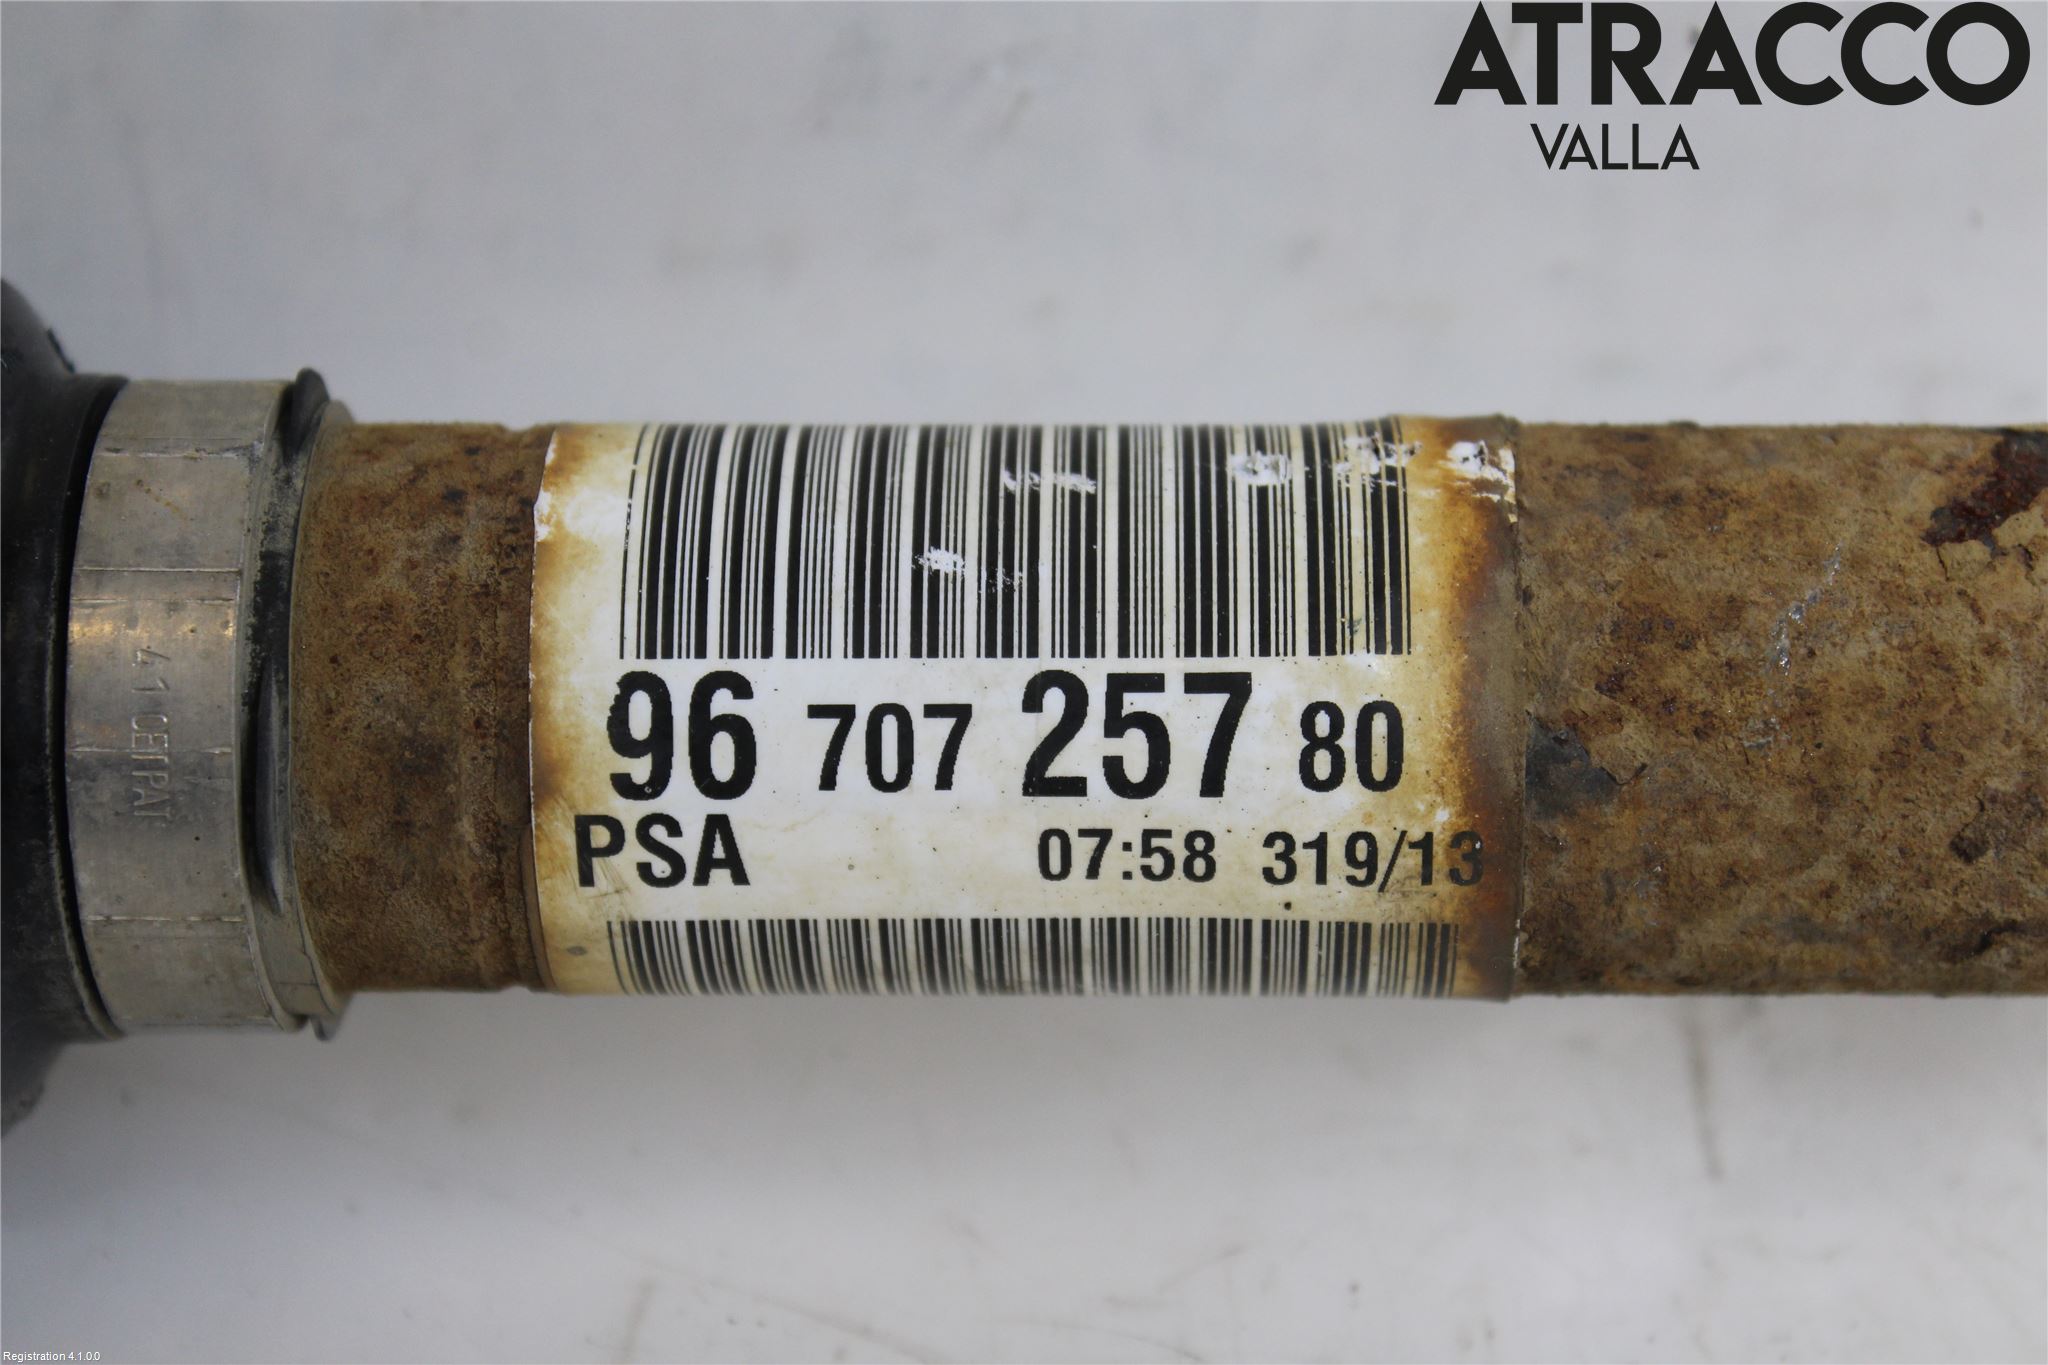 ATRACCO
VALLA
96 707 257 80
PSA 07:58 319/13
Registration 4.1.0.0